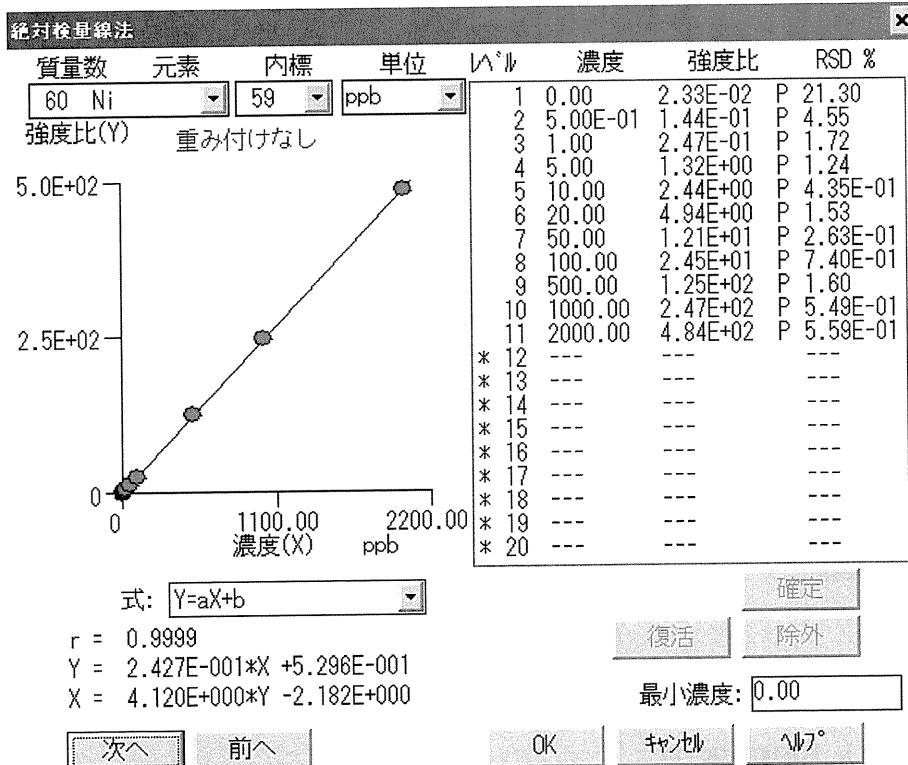 絶対検量線法
質量数 元素 内標 単位
60 Ni 59 ppb
強度比(Y) 重み付けなし
5.0E+02
2.5E+02
0
0 1100.00 2200.00
濃度(X) ppb
ﾚﾍﾞﾙ 濃度 強度比 RSD %
1 0.00 2.33E-02 P 21.30
2 5.00E-01 1.44E-01 P 4.55
3 1.00 2.47E-01 P 1.72
4 5.00 1.32E+00 P 1.24
5 10.00 2.44E+00 P 4.35E-01
6 20.00 4.94E+00 P 1.53
7 50.00 1.21E+01 P 2.63E-01
8 100.00 2.45E+01 P 7.40E-01
9 500.00 1.25E+02 P 1.60
10 1000.00 2.47E+02 P 5.49E-01
11 2000.00 4.84E+02 P 5.59E-01
* 12 --- --- ---
* 13 --- --- ---
* 14 --- --- ---
* 15 --- --- ---
* 16 --- --- ---
* 17 --- --- ---
* 18 --- --- ---
* 19 --- --- ---
* 20 --- --- ---
式: Y=aX+b
r = 0.9999
Y = 2.427E-001*X +5.296E-001
X = 4.120E+000*Y -2.182E+000
確定
復活 除外
最小濃度: 0.00
次へ 前へ OK ｷｬﾝｾﾙ ﾍﾙﾌﾟ